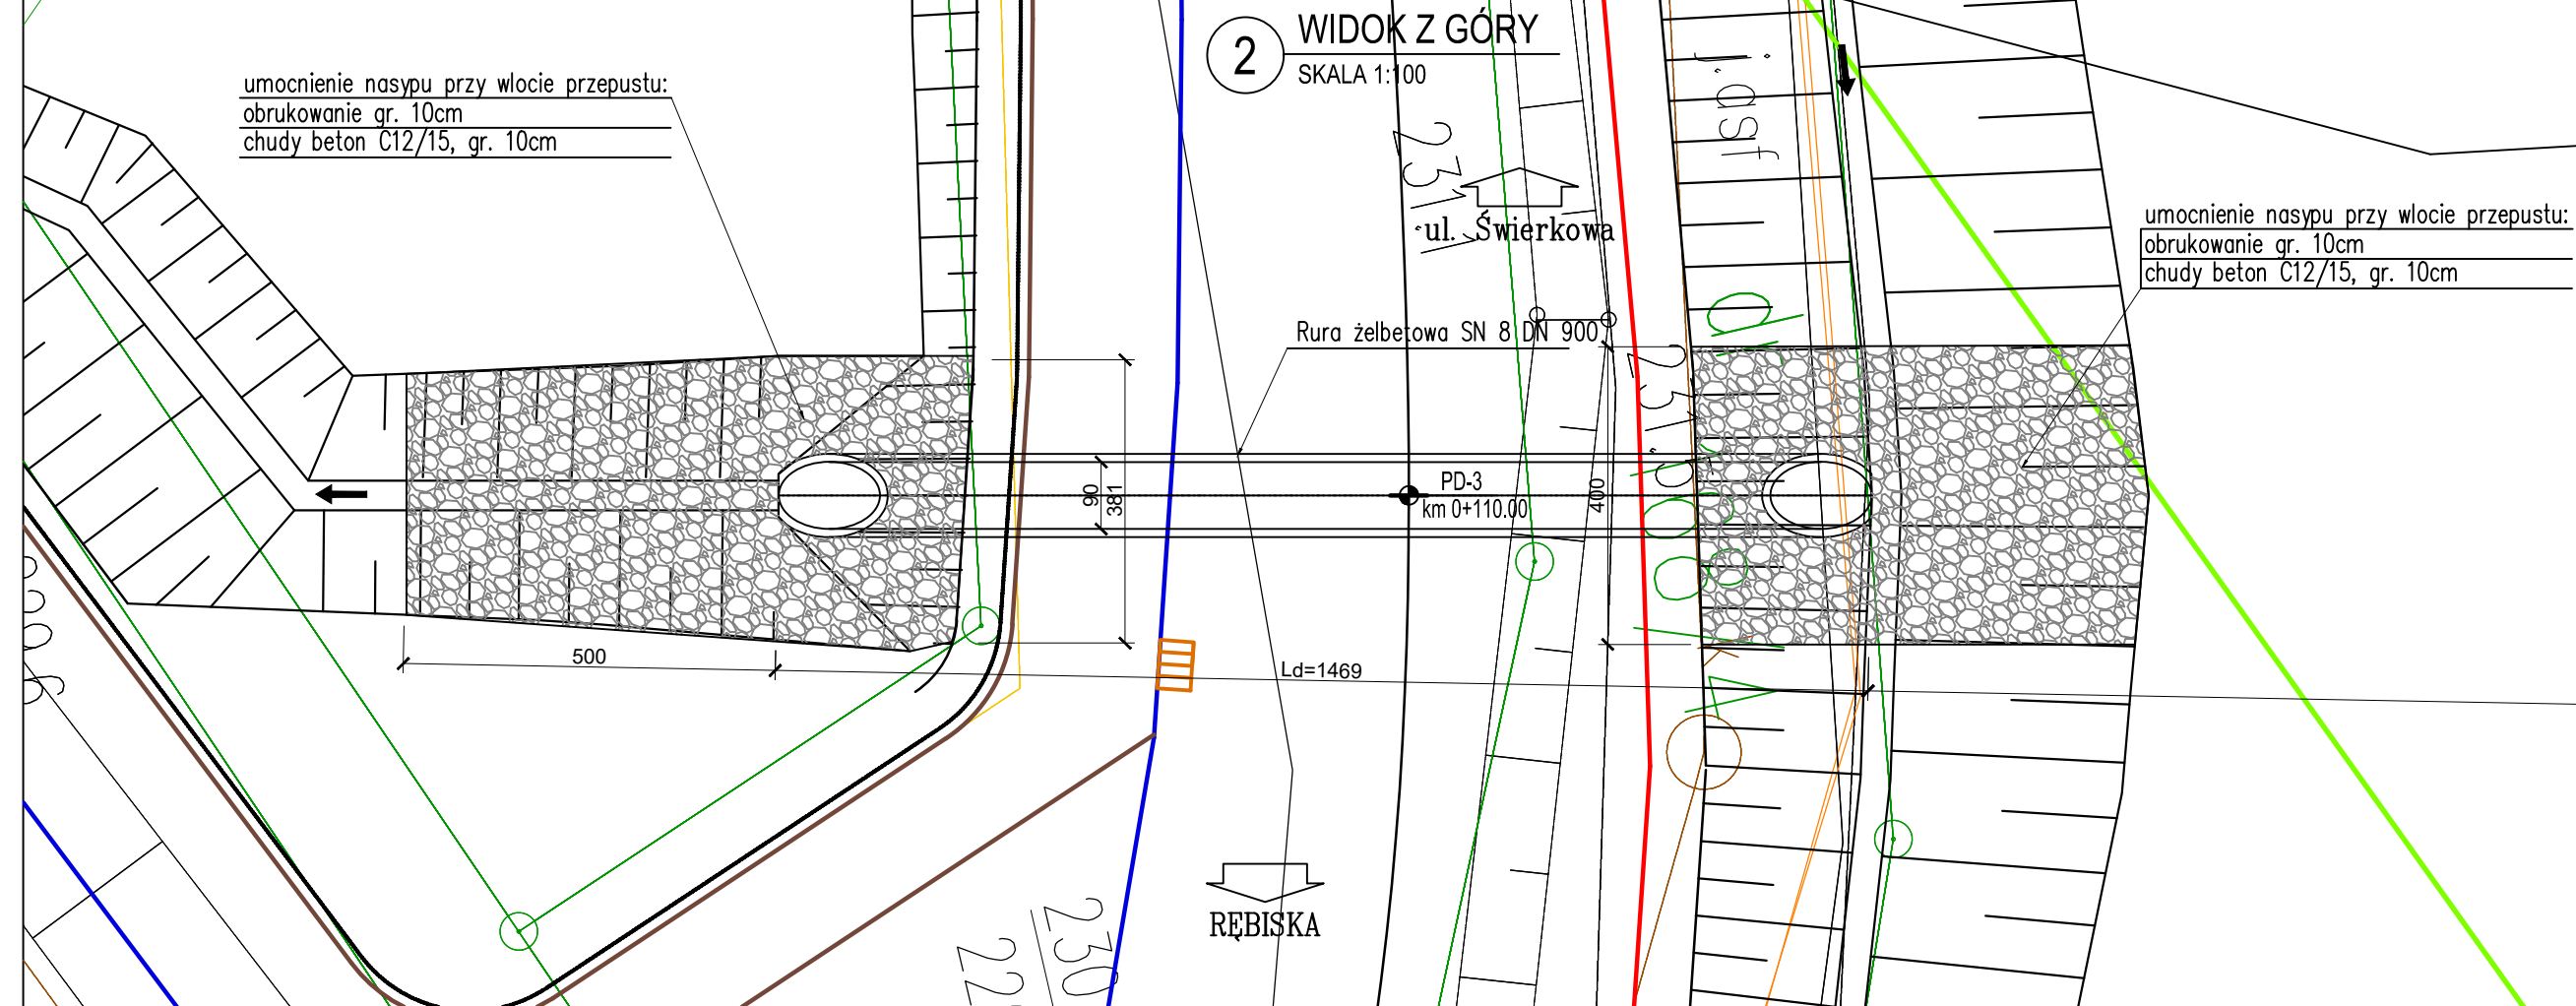 2
WIDOK Z GÓRY
SKALA 1:100
umocnienie nasypu przy wlocie przepustu:
obrukowanie gr. 10cm
chudy beton C12/15, gr. 10cm
j.asf
umocnienie nasypu przy wlocie przepustu:
obrukowanie gr. 10cm
chudy beton C12/15, gr. 10cm
ul. Świerkowa
Rura żelbetowa SN 8 DN 900
90
381
PD-3
km 0+110.00
400
500
Ld=1469
RĘBISKA
230